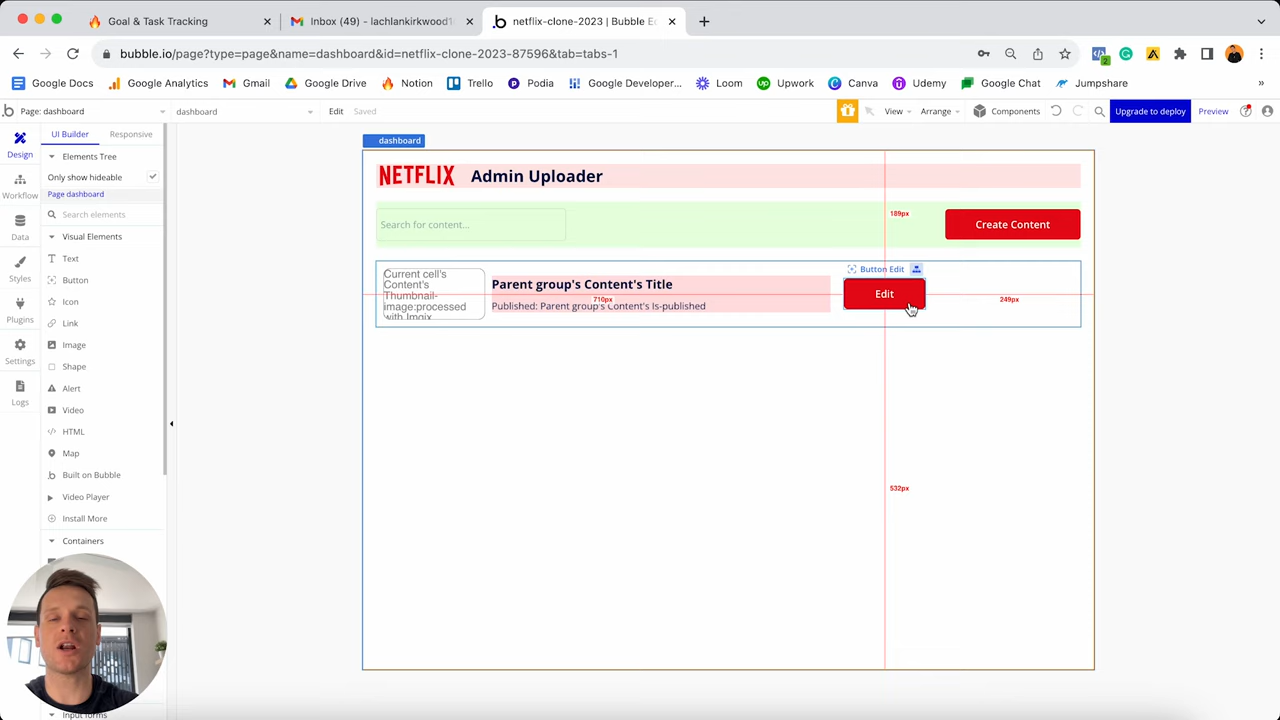 Goal & Task Tracking
Inbox (49) - lachlankirkwood1
netflix-clone-2023 | Bubble Ec
bubble.io/page?type=page&name=dashboard&id=netflix-clone-2023-87596&tab=tabs-1
2
Google Docs
Google Analytics
Gmail
Google Drive
Notion
Trello
Podia
Google Developer...
Loom
Upwork
Canva
Udemy
Google Chat
Jumpshare
»
Page: dashboard
dashboard
Edit
Saved
View
Arrange
Components
Upgrade to deploy
Preview
Design
Workflow
Data
Styles
Plugins
Settings
Logs
UI Builder
Responsive
Elements Tree
Only show hideable
Page dashboard
Search elements
Visual Elements
Text
Button
Icon
Link
Image
Shape
Alert
Video
HTML
Map
Built on Bubble
Video Player
Install More
Containers
Input forms
dashboard
NETFLIX
Admin Uploader
189px
Search for content...
Create Content
Button Edit
Current cell's
Content's
Thumbnail-
image:processed
with Imgix
Parent group's Content's Title
710px
Published: Parent group's Content's Is-published
Edit
249px
532px